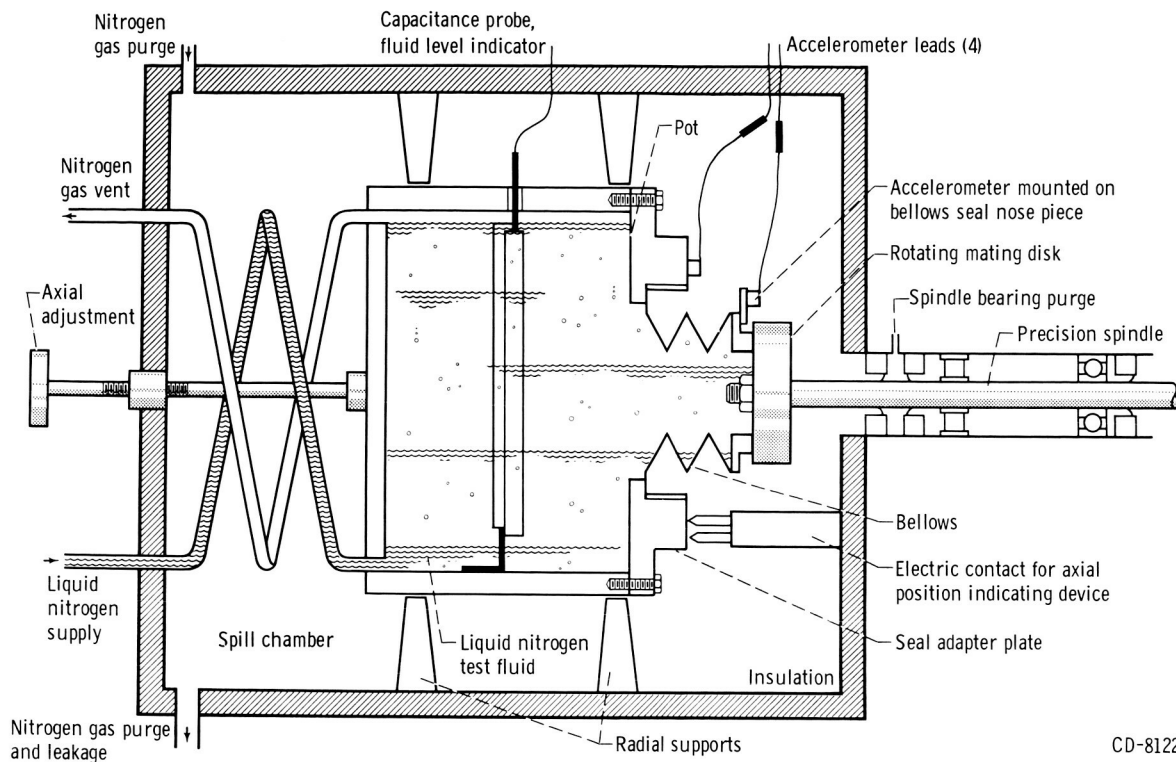 Nitrogen
gas purge
Capacitance probe,
fluid level indicator
Accelerometer leads (4)
Pot
Nitrogen
gas vent
Accelerometer mounted on
bellows seal nose piece
Rotating mating disk
Axial
adjustment
Spindle bearing purge
Precision spindle
Bellows
Liquid
nitrogen
supply
Electric contact for axial
position indicating device
Spill chamber
Liquid nitrogen
test fluid
Seal adapter plate
Insulation
Nitrogen gas purge
and leakage
Radial supports
CD-8122